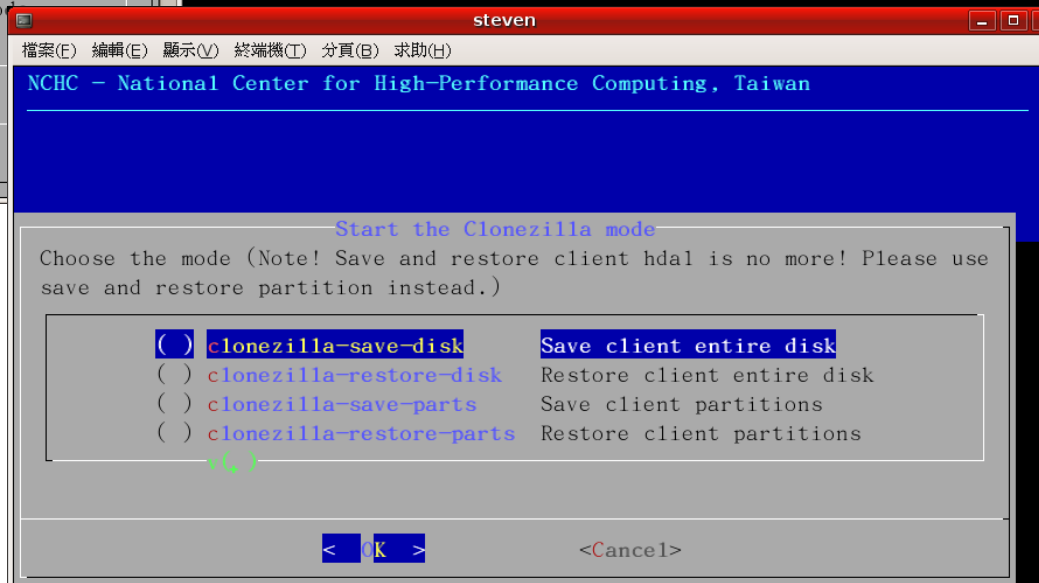 steven
檔案(F) 編輯(E) 顯示(V) 終端機(T) 分頁(B) 求助(H)
NCHC - National Center for High-Performance Computing, Taiwan
Start the Clonezilla mode
Choose the mode (Note! Save and restore client hda1 is no more! Please use
save and restore partition instead.)
( ) clonezilla-save-disk Save client entire disk
( ) clonezilla-restore-disk Restore client entire disk
( ) clonezilla-save-parts Save client partitions
( ) clonezilla-restore-parts Restore client partitions
v(+)
< OK > <Cancel>